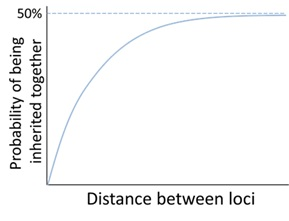 50%
Probability of being
inherited together
Distance between loci